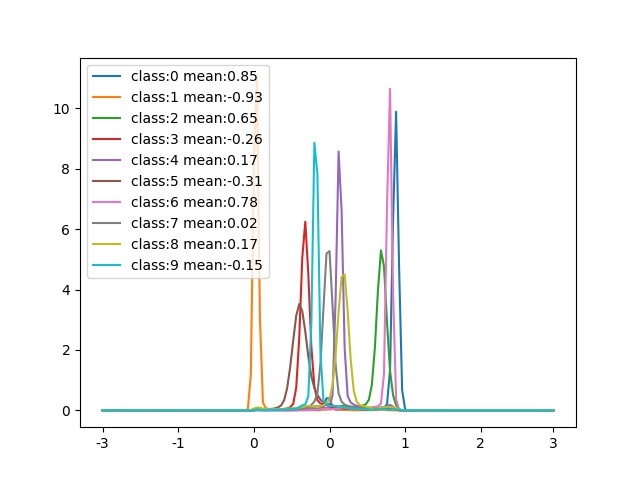 class:0 mean:0.85
class:1 mean:-0.93
class:2 mean:0.65
class:3 mean:-0.26
class:4 mean:0.17
class:5 mean:-0.31
class:6 mean:0.78
class:7 mean:0.02
class:8 mean:0.17
class:9 mean:-0.15
10
8
6
4
2
0
-3 -1 0 0 1 2 3